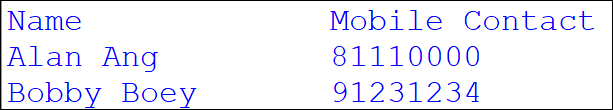 Name Mobile Contact
Alan Ang 81110000
Bobby Boey 91231234